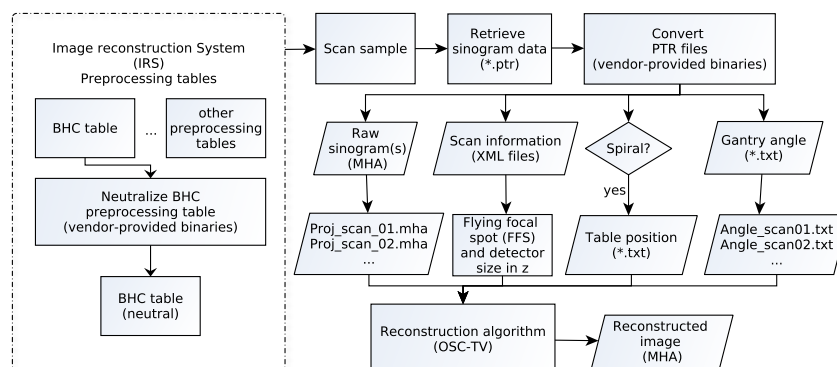 Image reconstruction System
(IRS)
Preprocessing tables
BHC table
...
other
preprocessing
tables
Neutralize BHC
preprocessing table
(vendor-provided binaries)
BHC table
(neutral)
Scan sample
Retrieve
sinogram data
(*.ptr)
Convert
PTR files
(vendor-provided binaries)
Raw
sinogram(s)
(MHA)
Scan information
(XML files)
Spiral?
Gantry angle
(*.txt)
yes
Proj_scan_01.mha
Proj_scan_02.mha
...
Flying focal
spot (FFS)
and detector
size in z
Table position
(*.txt)
Angle_scan01.txt
Angle_scan02.txt
...
Reconstruction algorithm
(OSC-TV)
Reconstructed
image
(MHA)